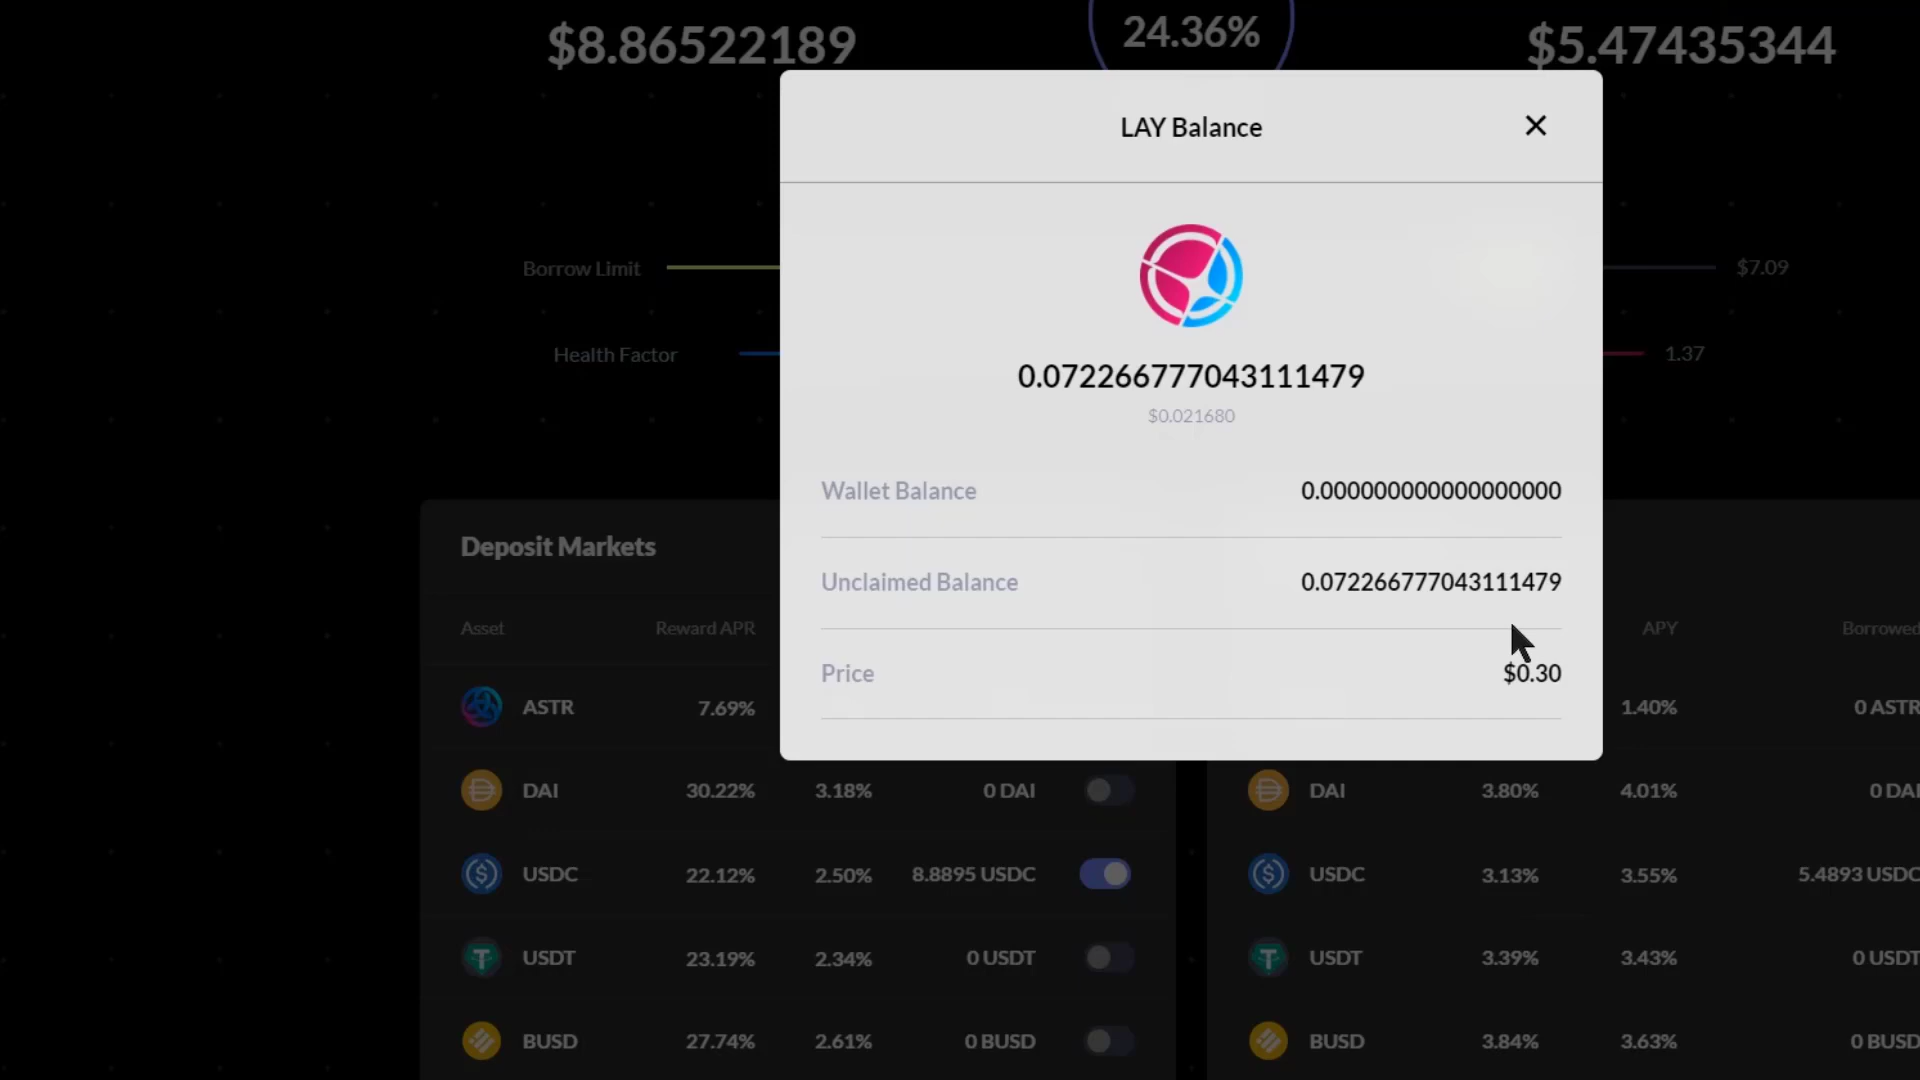 $8.86522189
24.36%
$5.47435344
LAY Balance
0.072266777043111479
$0.021680
Wallet Balance 0.000000000000000000
Unclaimed Balance 0.072266777043111479
Price $0.30
Borrow Limit $7.09
Health Factor 1.37
Deposit Markets
Asset Reward APR APY Borrowed
ASTR 7.69% 1.40% 0 ASTR
DAI 30.22% 3.18% 0 DAI DAI 3.80% 4.01% 0 DAI
USDC 22.12% 2.50% 8.8895 USDC USDC 3.13% 3.55% 5.4893 USDC
USDT 23.19% 2.34% 0 USDT USDT 3.39% 3.43% 0 USDT
BUSD 27.74% 2.61% 0 BUSD BUSD 3.84% 3.63% 0 BUSD